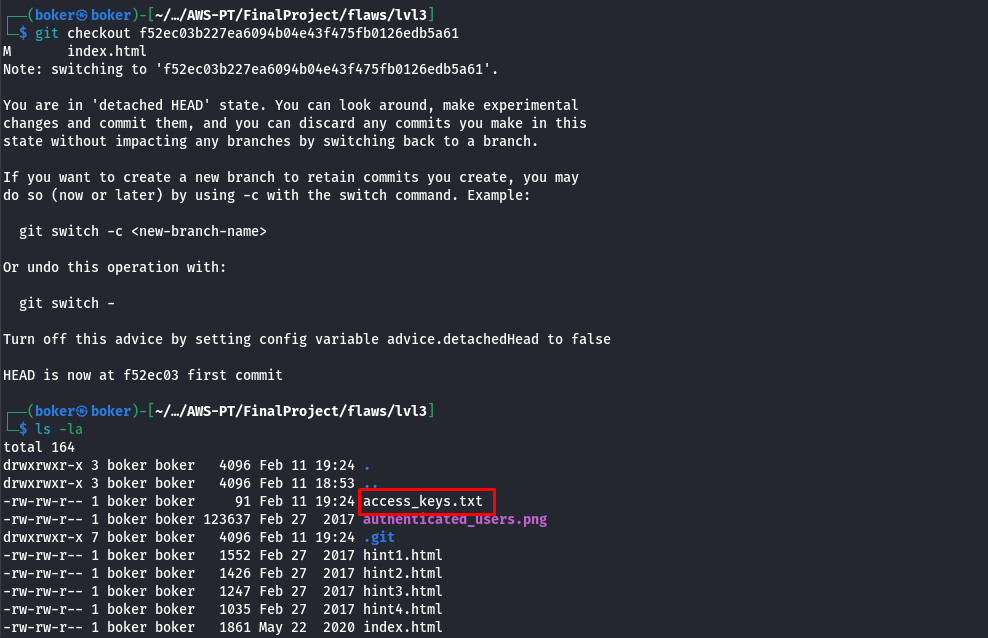 ┌──(boker㉿boker)-[~/…/AWS-PT/FinalProject/flaws/lvl3]
└─$ git checkout f52ec03b227ea6094b04e43f475fb0126edb5a61
M       index.html
Note: switching to 'f52ec03b227ea6094b04e43f475fb0126edb5a61'.
You are in 'detached HEAD' state. You can look around, make experimental
changes and commit them, and you can discard any commits you make in this
state without impacting any branches by switching back to a branch.
If you want to create a new branch to retain commits you create, you may
do so (now or later) by using -c with the switch command. Example:
  git switch -c <new-branch-name>
Or undo this operation with:
  git switch -
Turn off this advice by setting config variable advice.detachedHead to false
HEAD is now at f52ec03 first commit
┌──(boker㉿boker)-[~/…/AWS-PT/FinalProject/flaws/lvl3]
└─$ ls -la
total 164
drwxrwxr-x 3 boker boker   4096 Feb 11 19:24 .
drwxrwxr-x 3 boker boker   4096 Feb 11 18:53 ..
-rw-rw-r-- 1 boker boker     91 Feb 11 19:24 access_keys.txt
-rw-rw-r-- 1 boker boker 123637 Feb 27  2017 authenticated_users.png
drwxrwxr-x 7 boker boker   4096 Feb 11 19:24 .git
-rw-rw-r-- 1 boker boker   1552 Feb 27  2017 hint1.html
-rw-rw-r-- 1 boker boker   1426 Feb 27  2017 hint2.html
-rw-rw-r-- 1 boker boker   1247 Feb 27  2017 hint3.html
-rw-rw-r-- 1 boker boker   1035 Feb 27  2017 hint4.html
-rw-rw-r-- 1 boker boker   1861 May 22  2020 index.html